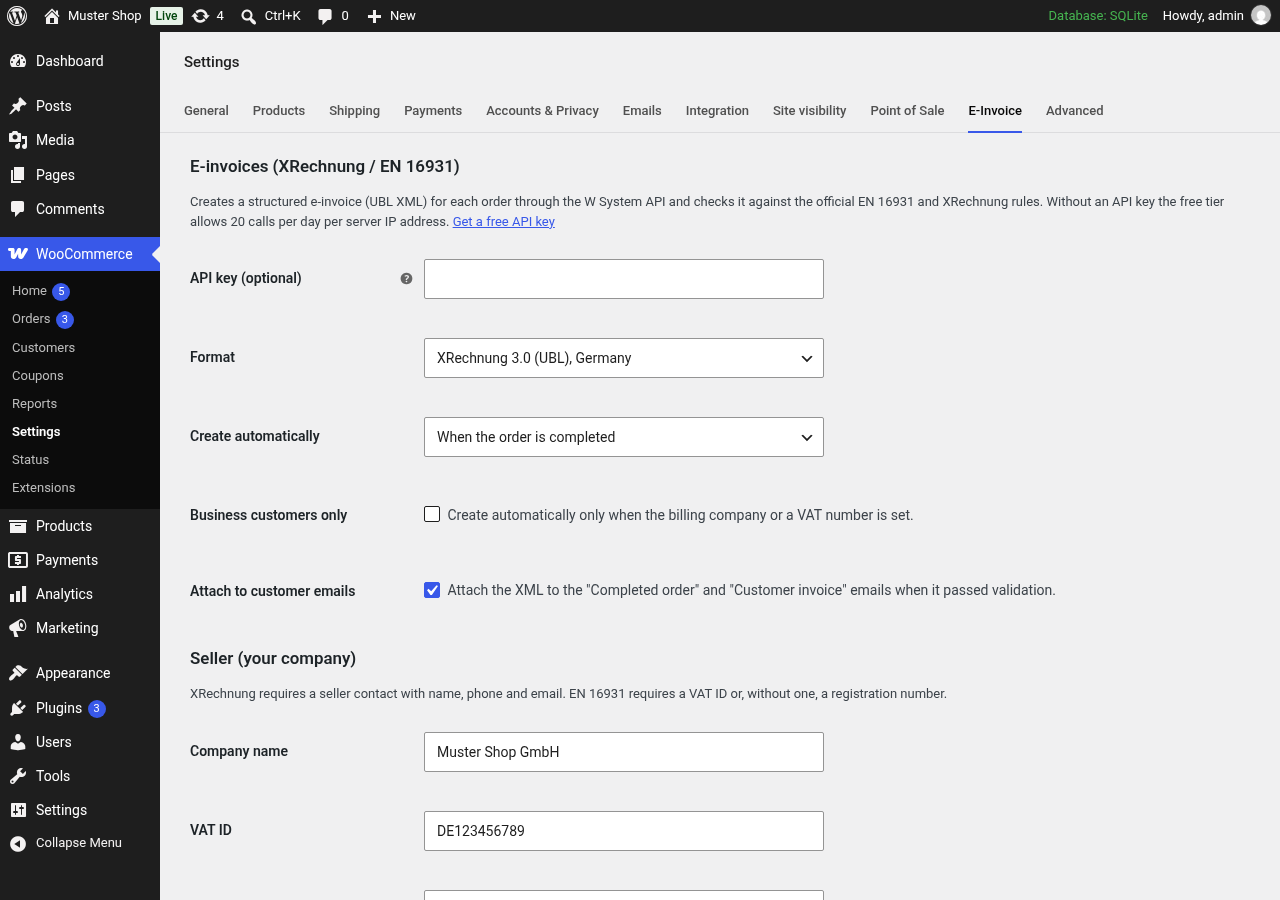 Muster Shop Live 4 Ctrl+K 0 New Database: SQLite Howdy, admin
Dashboard
Posts
Media
Pages
Comments
WooCommerce
Home 5
Orders 3
Customers
Coupons
Reports
Settings
Status
Extensions
Products
Payments
Analytics
Marketing
Appearance
Plugins 3
Users
Tools
Settings
Collapse Menu
Settings
General Products Shipping Payments Accounts & Privacy Emails Integration Site visibility Point of Sale E-Invoice Advanced
E-invoices (XRechnung / EN 16931)
Creates a structured e-invoice (UBL XML) for each order through the W System API and checks it against the official EN 16931 and XRechnung rules. Without an API key the free tier
allows 20 calls per day per server IP address. Get a free API key
API key (optional) ?
Format XRechnung 3.0 (UBL), Germany
Create automatically When the order is completed
Business customers only Create automatically only when the billing company or a VAT number is set.
Attach to customer emails Attach the XML to the "Completed order" and "Customer invoice" emails when it passed validation.
Seller (your company)
XRechnung requires a seller contact with name, phone and email. EN 16931 requires a VAT ID or, without one, a registration number.
Company name Muster Shop GmbH
VAT ID DE123456789